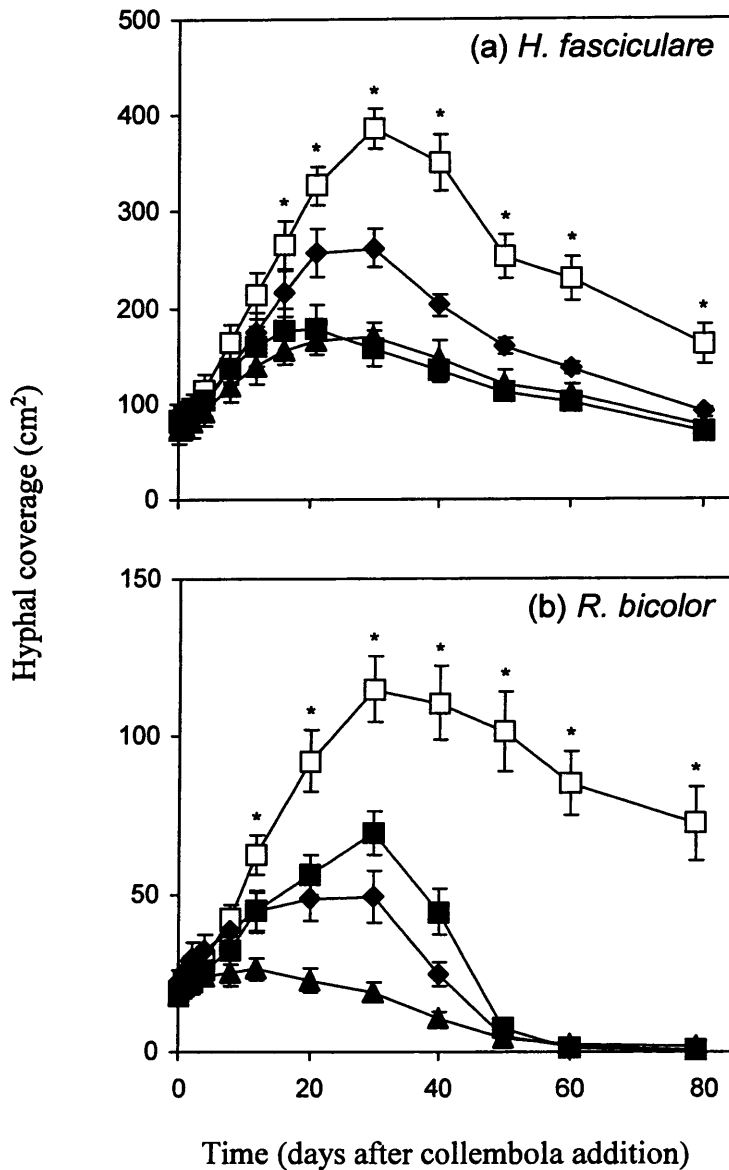 500
(a) H. fasciculare
400
300
200
100
0
* * * * * * * *
Hyphal coverage (cm²)
150
(b) R. bicolor
100
50
0
* * * * * * *
0 20 40 60 80
Time (days after collembola addition)